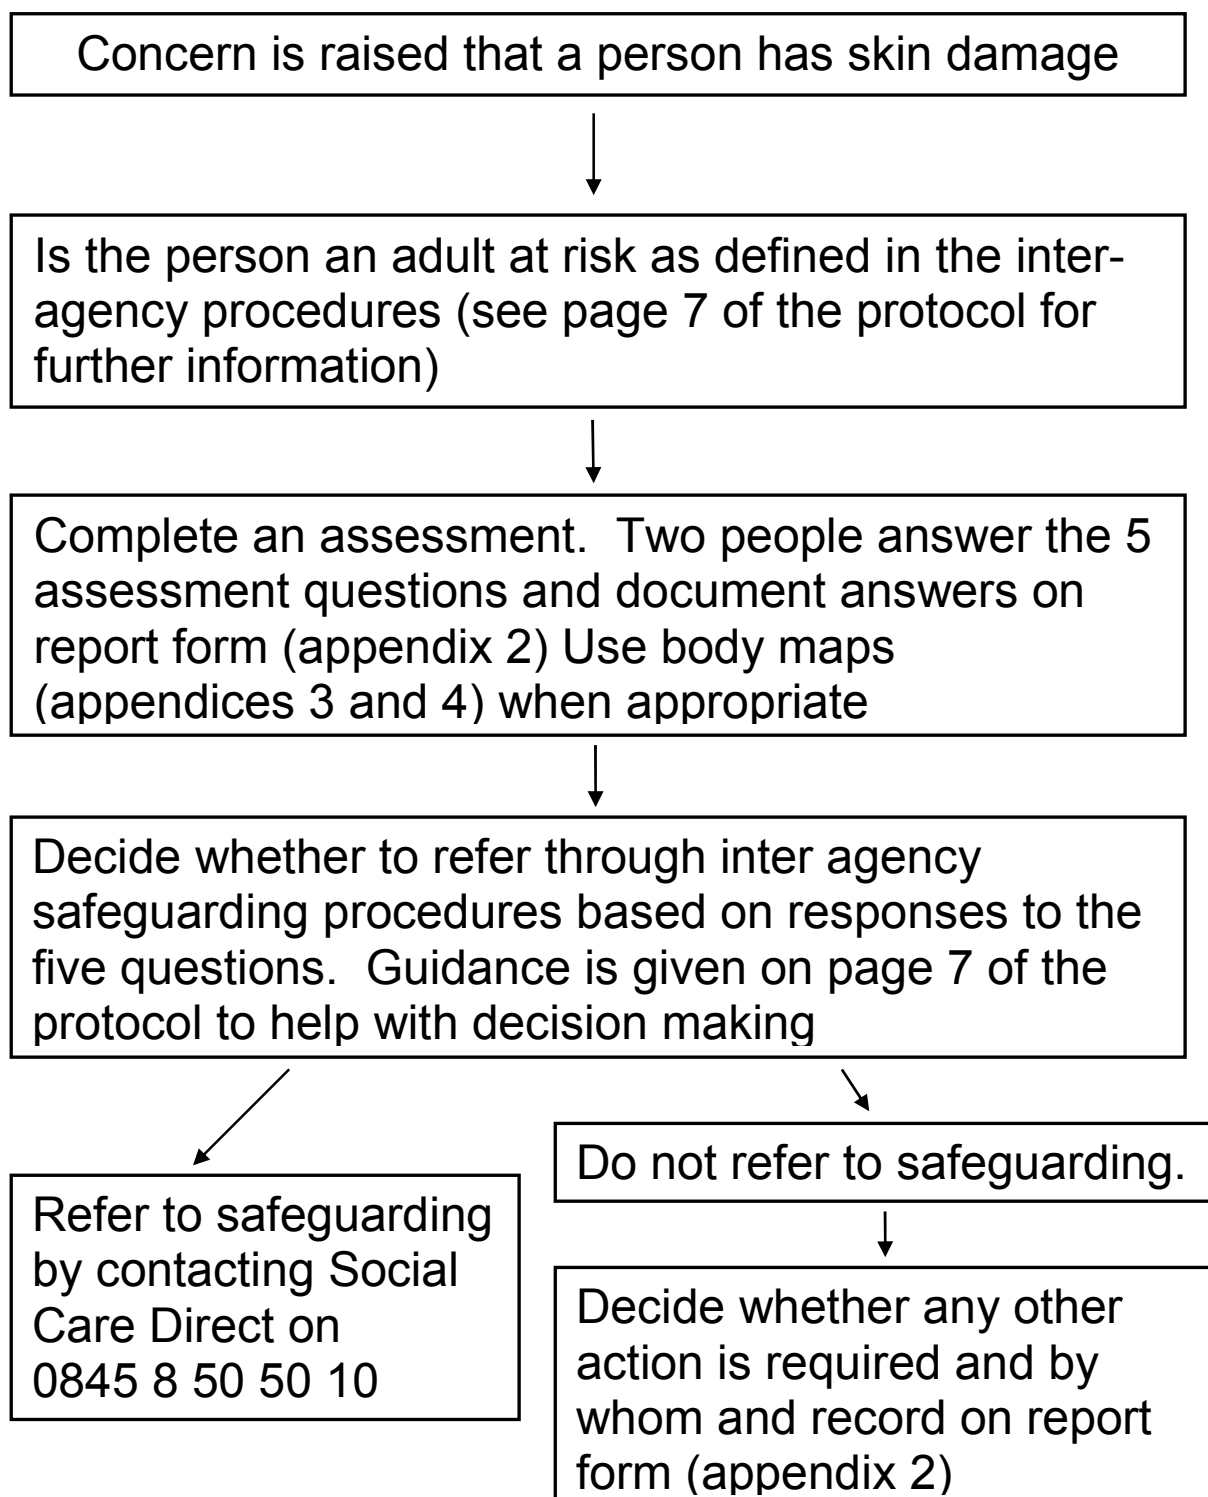 Concern is raised that a person has skin damage
Is the person an adult at risk as defined in the inter-
agency procedures (see page 7 of the protocol for
further information)
Complete an assessment.  Two people answer the 5
assessment questions and document answers on
report form (appendix 2) Use body maps
(appendices 3 and 4) when appropriate
Decide whether to refer through inter agency
safeguarding procedures based on responses to the
five questions.  Guidance is given on page 7 of the
protocol to help with decision making
Refer to safeguarding
by contacting Social
Care Direct on
0845 8 50 50 10
Do not refer to safeguarding.
Decide whether any other
action is required and by
whom and record on report
form (appendix 2)